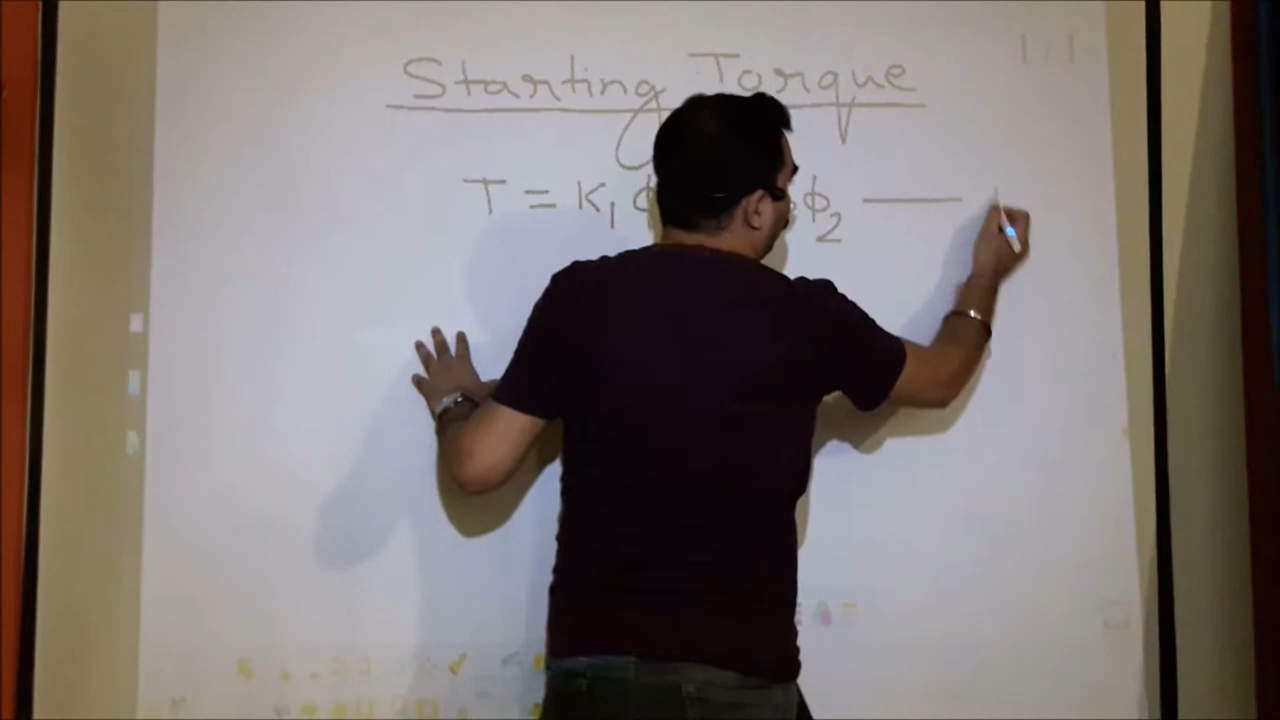 Starting Torque
1 / 1
T = K₁ ϕ ϕ₂ ———